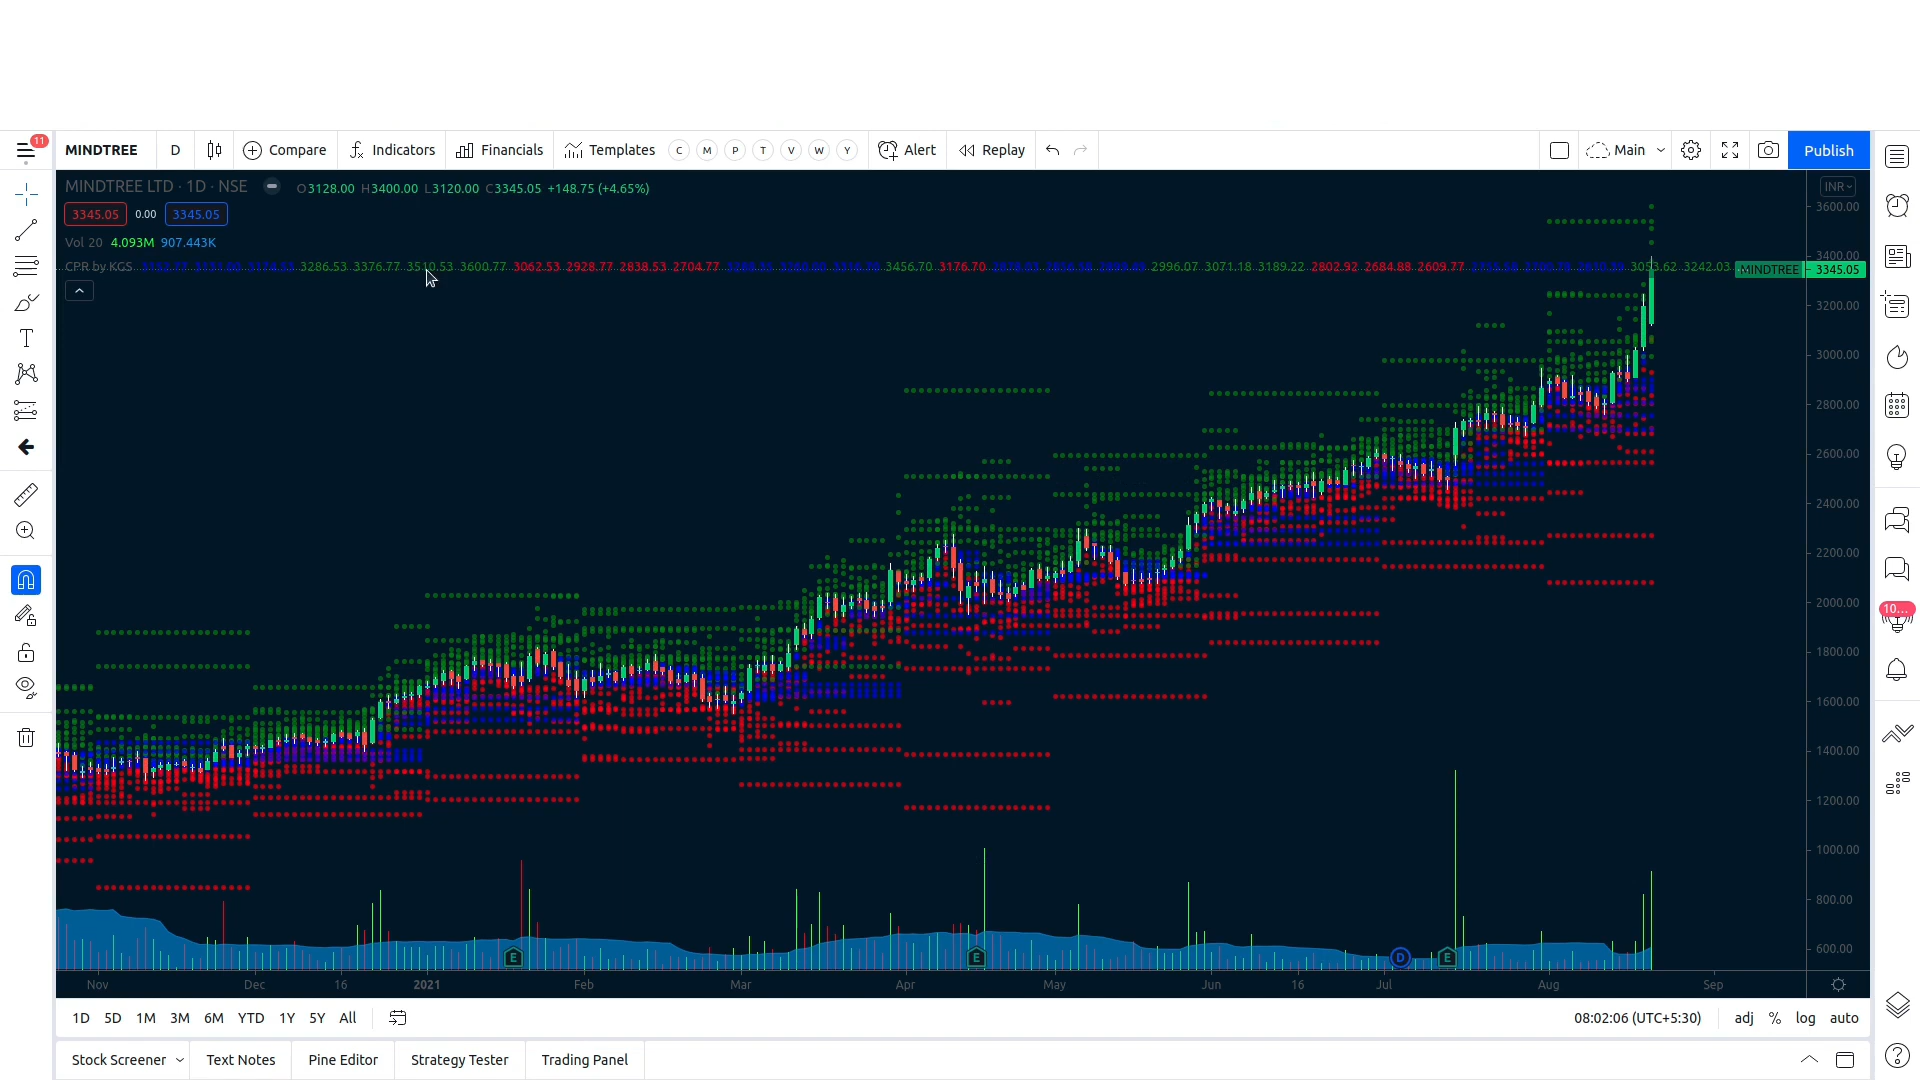 11
MINDTREE D Compare Indicators Financials Templates C M P T V W Y Alert Replay Main Publish
MINDTREE LTD · 1D · NSE O3128.00 H3400.00 L3120.00 C3345.05 +148.75 (+4.65%)
INR
3345.05 0.00 3345.05
Vol 20 4.093M 907.443K
CPR by KGS 3286.53 3376.77 3510.53 3600.77 3062.53 2928.77 2838.53 2704.77 3456.70 3176.70 2996.07 3071.18 3189.22 2802.92 2684.88 2609.77 3053.62 3242.03
MINDTREE 3345.05
3600.00
3400.00
3200.00
3000.00
2800.00
2600.00
2400.00
2200.00
2000.00
1800.00
1600.00
1400.00
1200.00
1000.00
800.00
600.00
10...
E E D E
Nov Dec 16 2021 Feb Mar Apr May Jun 16 Jul Aug Sep
1D 5D 1M 3M 6M YTD 1Y 5Y All 08:02:06 (UTC+5:30) adj % log auto
Stock Screener Text Notes Pine Editor Strategy Tester Trading Panel